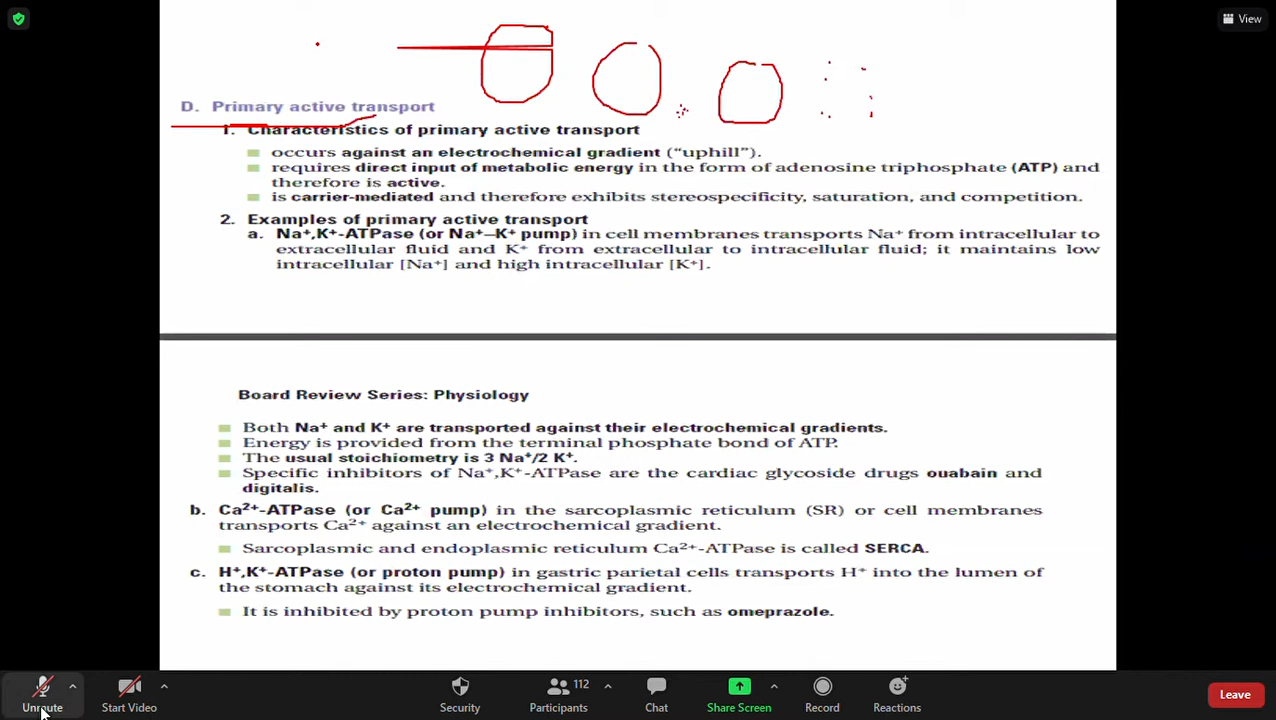 View
D. Primary active transport
1. Characteristics of primary active transport
occurs against an electrochemical gradient (“uphill”).
requires direct input of metabolic energy in the form of adenosine triphosphate (ATP) and
therefore is active.
is carrier-mediated and therefore exhibits stereospecificity, saturation, and competition.
2. Examples of primary active transport
a. Na⁺,K⁺-ATPase (or Na⁺–K⁺ pump) in cell membranes transports Na⁺ from intracellular to
extracellular fluid and K⁺ from extracellular to intracellular fluid; it maintains low
intracellular [Na⁺] and high intracellular [K⁺].
Board Review Series: Physiology
Both Na⁺ and K⁺ are transported against their electrochemical gradients.
Energy is provided from the terminal phosphate bond of ATP.
The usual stoichiometry is 3 Na⁺/2 K⁺.
Specific inhibitors of Na⁺,K⁺-ATPase are the cardiac glycoside drugs ouabain and
digitalis.
b. Ca²⁺-ATPase (or Ca²⁺ pump) in the sarcoplasmic reticulum (SR) or cell membranes
transports Ca²⁺ against an electrochemical gradient.
Sarcoplasmic and endoplasmic reticulum Ca²⁺-ATPase is called SERCA.
c. H⁺,K⁺-ATPase (or proton pump) in gastric parietal cells transports H⁺ into the lumen of
the stomach against its electrochemical gradient.
It is inhibited by proton pump inhibitors, such as omeprazole.
Unmute Start Video Security Participants 112 Chat Share Screen Record Reactions Leave